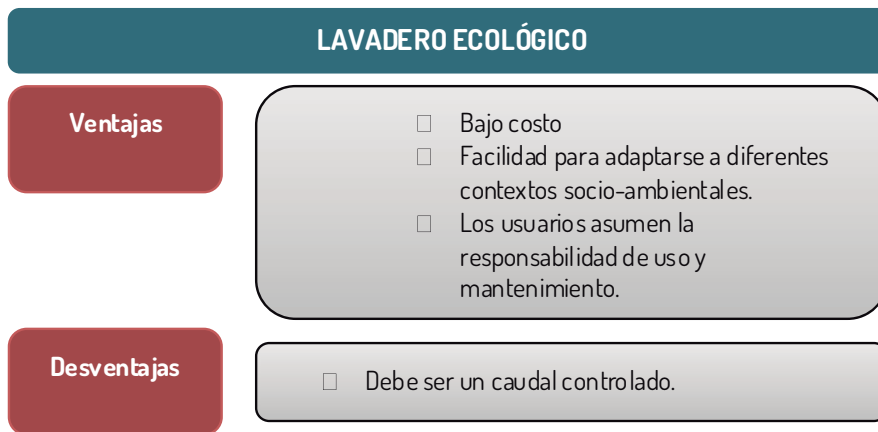 LAVADERO ECOLÓGICO
Ventajas
Bajo costo
Facilidad para adaptarse a diferentes
contextos socio-ambientales.
Los usuarios asumen la
responsabilidad de uso y
mantenimiento.
Desventajas
Debe ser un caudal controlado.